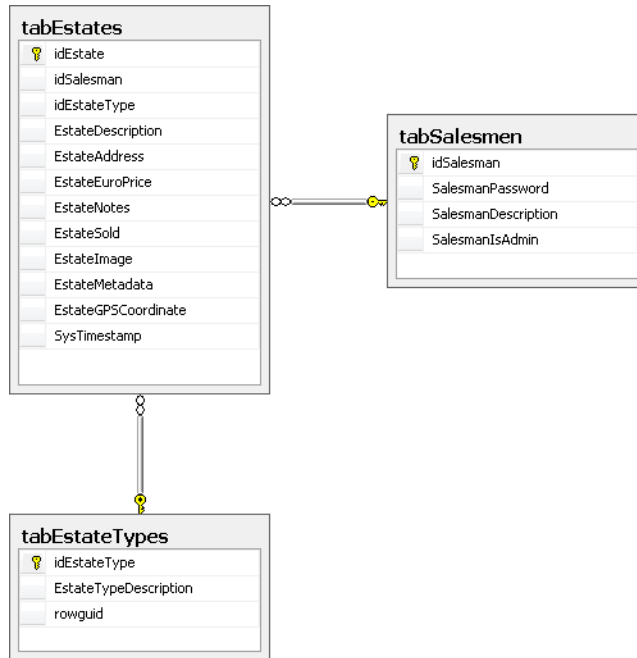 tabEstates
idEstate
idSalesman
idEstateType
EstateDescription
EstateAddress
EstateEuroPrice
EstateNotes
EstateSold
EstateImage
EstateMetadata
EstateGPSCoordinate
SysTimestamp
tabSalesmen
idSalesman
SalesmanPassword
SalesmanDescription
SalesmanIsAdmin
tabEstateTypes
idEstateType
EstateTypeDescription
rowguid